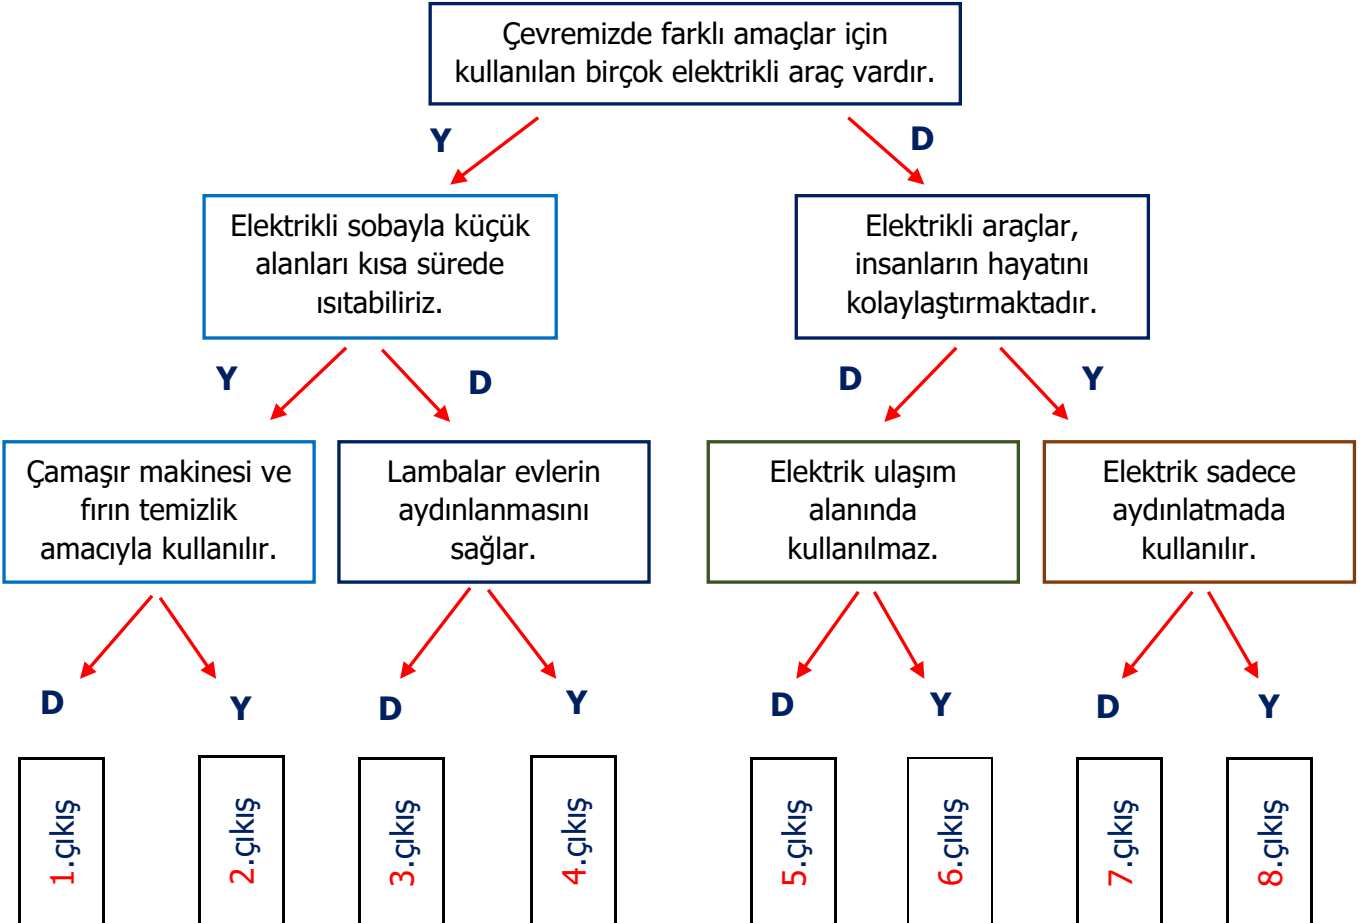 Çevremizde farklı amaçlar için
kullanılan birçok elektrikli araç vardır.
Y
D
Elektrikli sobayla küçük
alanları kısa sürede
ısıtabiliriz.
Elektrikli araçlar,
insanların hayatını
kolaylaştırmaktadır.
Y
D
D
Y
Çamaşır makinesi ve
fırın temizlik
amacıyla kullanılır.
Lambalar evlerin
aydınlanmasını
sağlar.
Elektrik ulaşım
alanında
kullanılmaz.
Elektrik sadece
aydınlatmada
kullanılır.
D
Y
D
Y
D
Y
D
Y
1.çıkış
2.çıkış
3.çıkış
4.çıkış
5.çıkış
6.çıkış
7.çıkış
8.çıkış